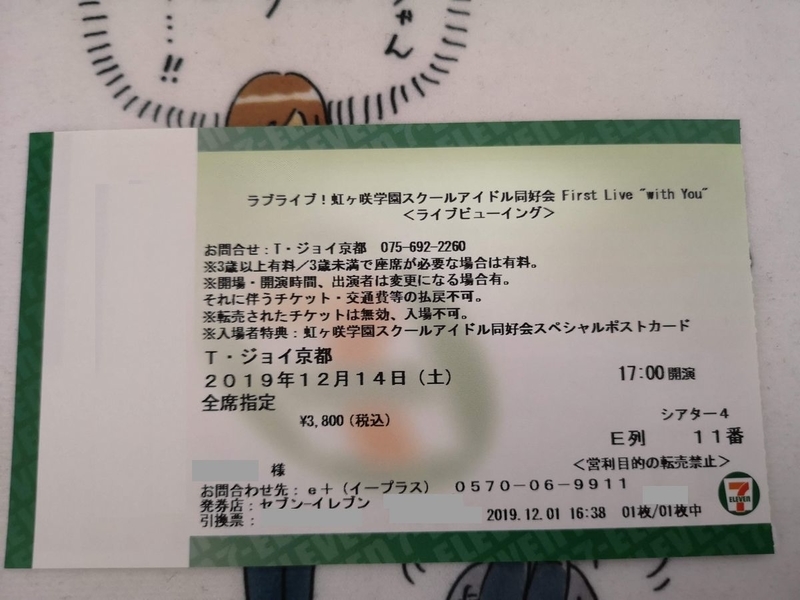 ゃん
…!!
ラブライブ！虹ヶ咲学園スクールアイドル同好会 First Live "with You"
＜ライブビューイング＞
お問合せ：T・ジョイ京都　075-692-2260
※3歳以上有料／3歳未満で座席が必要な場合は有料。
※開場・開演時間、出演者は変更になる場合有。
それに伴うチケット・交通費等の払戻不可。
※転売されたチケットは無効、入場不可。
※入場者特典：虹ヶ咲学園スクールアイドル同好会スペシャルポストカード
T・ジョイ京都
２０１９年１２月１４日（土）　17:00開演
全席指定
¥3,800（税込）
シアター４
Ｅ列　１１番
様
＜営利目的の転売禁止＞
お問合わせ先：ｅ＋（イープラス）　０５７０－０６－９９１１
発券店：セブン-イレブン
引換票：
2019.12.01 16:38　01枚/01枚中
7
ELEVEN
7-ELEVEN